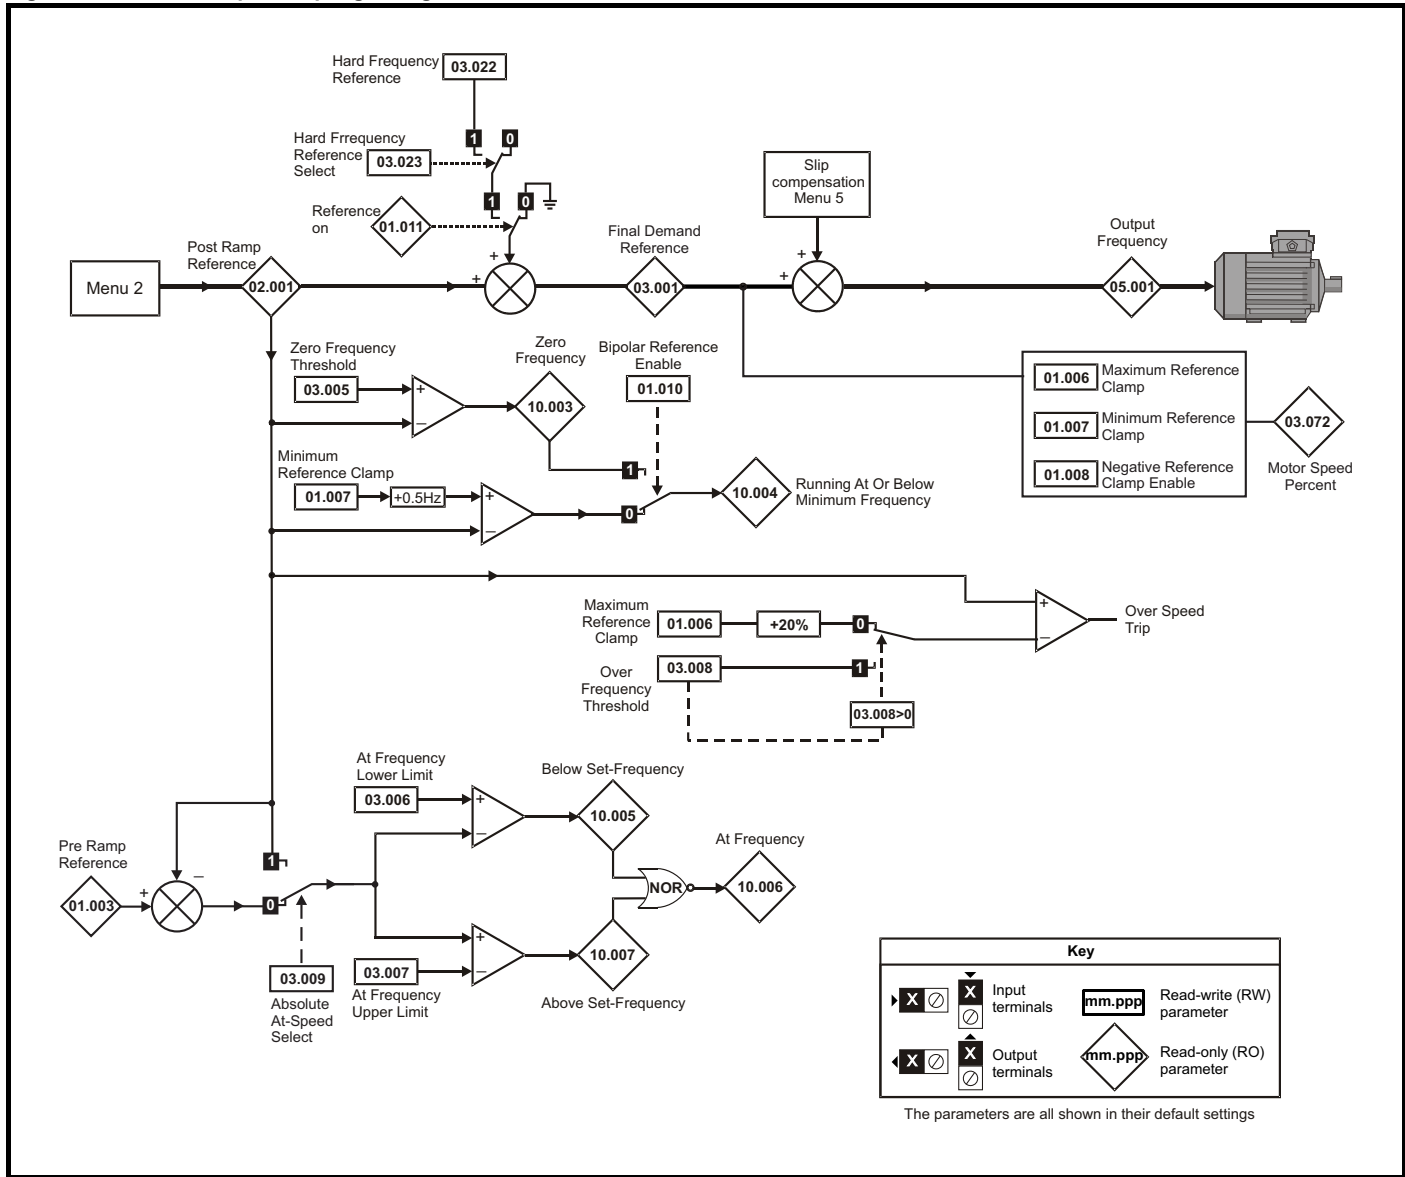 Hard Frequency
Reference
03.022
1 0
Hard Frrequency
Reference
Select
03.023
1 0
Reference
on
01.011
Post Ramp
Reference
Menu 2
02.001
+
+
Final Demand
Reference
03.001
Slip
compensation
Menu 5
+
+
Output
Frequency
05.001
Zero Frequency
Threshold
03.005
+
–
Zero
Frequency
10.003
Bipolar Reference
Enable
01.010
1
Minimum
Reference Clamp
01.007
+0.5Hz
+
–
0
10.004
Running At Or Below
Minimum Frequency
01.006
Maximum Reference
Clamp
01.007
Minimum Reference
Clamp
01.008
Negative Reference
Clamp Enable
03.072
Motor Speed
Percent
Maximum
Reference
Clamp
01.006
+20%
0
Over
Frequency
Threshold
03.008
1
03.008>0
+
–
Over Speed
Trip
At Frequency
Lower Limit
03.006
+
–
Below Set-Frequency
10.005
At Frequency
NOR
10.006
Pre Ramp
Reference
01.003
+
–
1
0
03.009
Absolute
At-Speed
Select
03.007
At Frequency
Upper Limit
+
–
10.007
Above Set-Frequency
Key
X X
Input
terminals
mm.ppp
Read-write (RW)
parameter
X X
Output
terminals
mm.ppp
Read-only (RO)
parameter
The parameters are all shown in their default settings